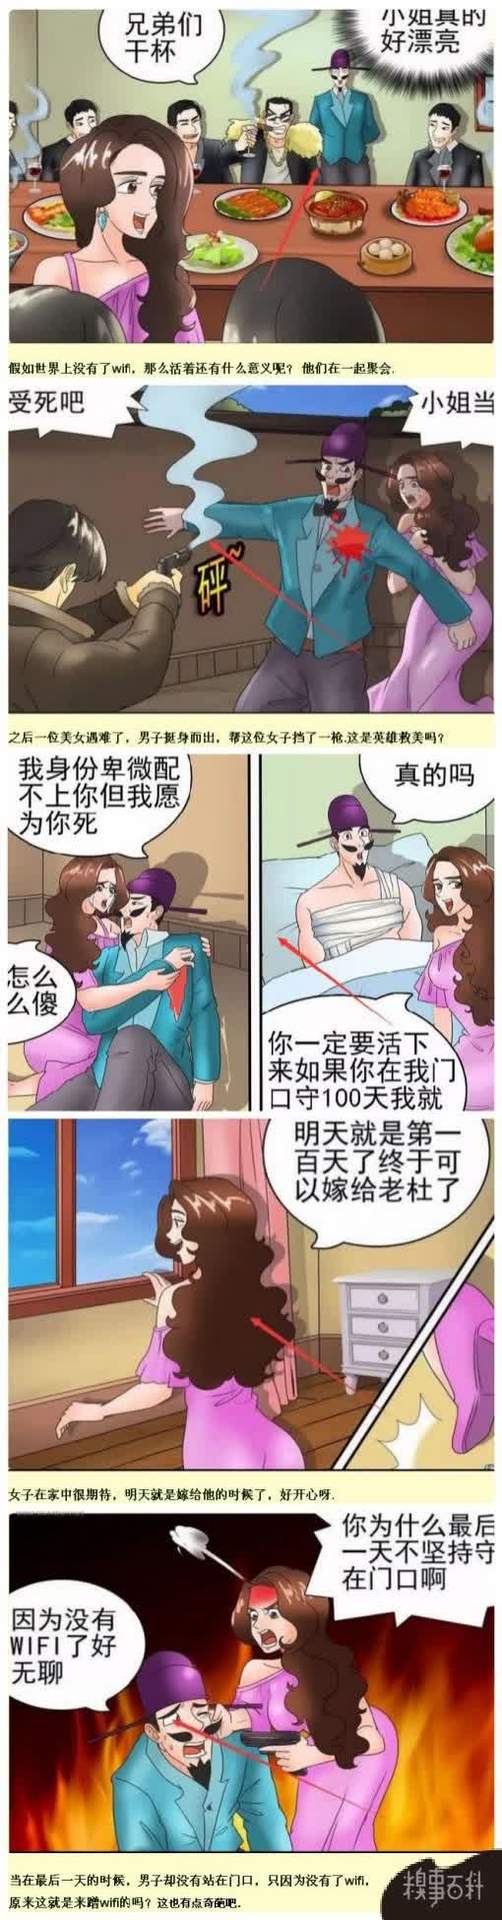 兄弟们
干杯
小姐真的
好漂亮
假如世界上没有了wifi，那么活着还有什么意义呢？ 他们在一起聚会.
受死吧
小姐当
砰~
之后一位美女遇难了，男子挺身而出，帮这位女子挡了一枪.这是英雄救美吗？
我身份卑微配
不上你但我愿
为你死
怎么
么傻
真的吗
你一定要活下
来如果你在我门
口守100天我就
明天就是第一
百天了终于可
以嫁给老杜了
女子在家中很期待，明天就是嫁给他的时候了，好开心呀.
你为什么最后
一天不坚持守
在门口啊
因为没有
WIFI了好
无聊
当在最后一天的时候，男子却没有站在门口，只因为没有了wifi，
原来这就是来蹭wifi的吗？这也有点奇葩吧.
糗事百科